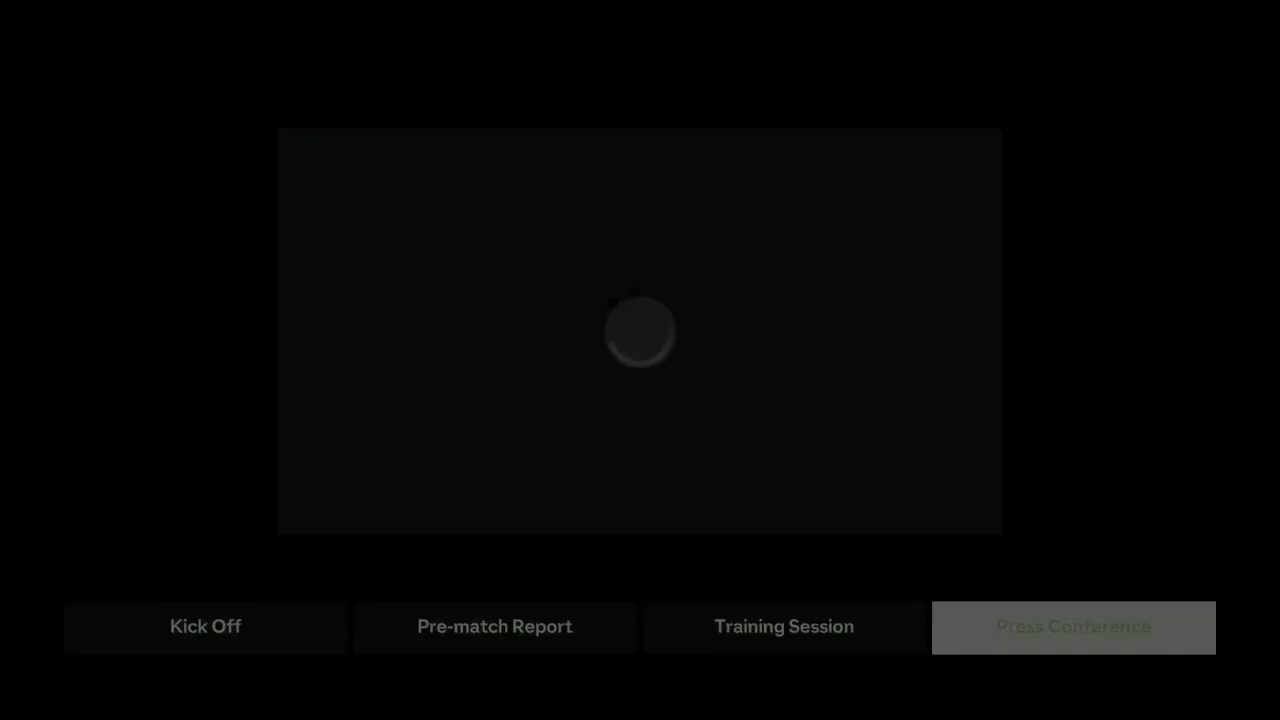 Kick Off
Pre-match Report
Training Session
Press Conference